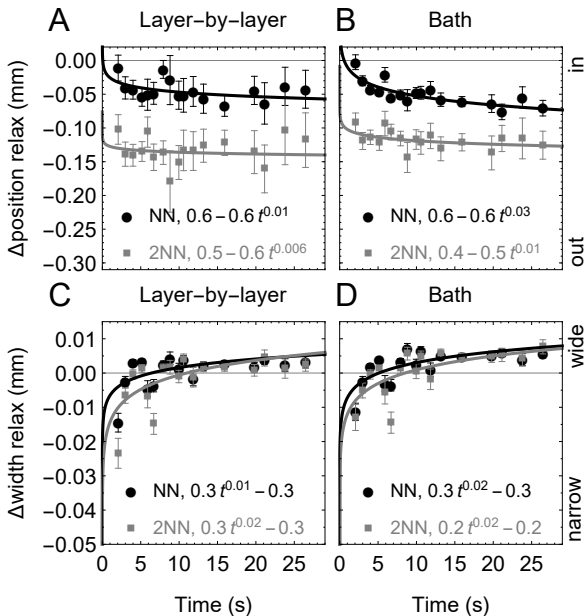 A Layer−by−layer B Bath
Δposition relax (mm)
0.00
−0.05
−0.10
−0.15
−0.20
−0.25
−0.30
NN, 0.6−0.6 t^0.01
2NN, 0.5−0.6 t^0.006
NN, 0.6−0.6 t^0.03
2NN, 0.4−0.5 t^0.01
in
out
C Layer−by−layer D Bath
Δwidth relax (mm)
0.01
0.00
−0.01
−0.02
−0.03
−0.04
−0.05
NN, 0.3 t^0.01−0.3
2NN, 0.3 t^0.02−0.3
NN, 0.3 t^0.02−0.3
2NN, 0.2 t^0.02−0.2
wide
narrow
0 5 10 15 20 25 0 5 10 15 20 25
Time (s) Time (s)